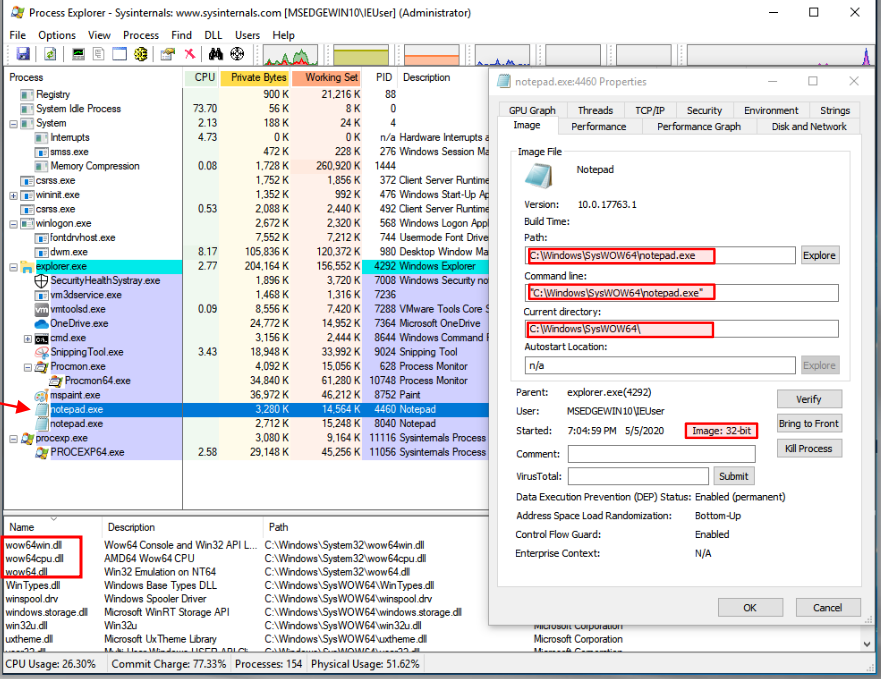 Process Explorer - Sysinternals: www.sysinternals.com [MSEDGEWIN10\IEUser] (Administrator)
File Options View Process Find DLL Users Help
Process CPU Private Bytes Working Set PID Description
Registry 900 K 21,216 K 88
System Idle Process 73.70 56 K 8 K 0
System 2.13 188 K 24 K 4
Interrupts 4.73 0 K 0 K n/a Hardware Interrupts a
smss.exe 472 K 228 K 276 Windows Session Ma
Memory Compression 0.08 1,728 K 260,920 K 1444
csrss.exe 1,752 K 1,856 K 372 Client Server Runtime
wininit.exe 1,352 K 992 K 476 Windows Start-Up Ap
csrss.exe 0.53 2,088 K 2,440 K 492 Client Server Runtime
winlogon.exe 2,672 K 2,320 K 568 Windows Logon Appl
fontdrvhost.exe 7,552 K 7,212 K 744 Usermode Font Drive
dwm.exe 8.17 105,836 K 120,372 K 980 Desktop Window Ma
explorer.exe 2.77 204,164 K 156,552 K 4292 Windows Explorer
SecurityHealthSystray.exe 1,896 K 3,720 K 7008 Windows Security not
vm3dservice.exe 1,468 K 1,316 K 7236
vmtoolsd.exe 0.09 8,556 K 7,420 K 7288 VMware Tools Core S
OneDrive.exe 24,772 K 14,952 K 7364 Microsoft OneDrive
cmd.exe 3,156 K 2,444 K 8644 Windows Command F
SnippingTool.exe 3.43 18,948 K 33,992 K 9024 Snipping Tool
Procmon.exe 4,092 K 15,056 K 628 Process Monitor
Procmon64.exe 34,840 K 61,280 K 10748 Process Monitor
mspaint.exe 36,972 K 46,212 K 8752 Paint
notepad.exe 3,280 K 14,564 K 4460 Notepad
notepad.exe 2,712 K 15,248 K 8040 Notepad
procexp.exe 3,080 K 9,164 K 11116 Sysinternals Process
PROCEXP64.exe 2.58 29,148 K 45,256 K 11056 Sysinternals Process
notepad.exe:4460 Properties
GPU Graph Threads TCP/IP Security Environment Strings
Image Performance Performance Graph Disk and Network
Image File
Notepad
Version: 10.0.17763.1
Build Time:
Path:
C:\Windows\SysWOW64\notepad.exe Explore
Command line:
"C:\Windows\SysWOW64\notepad.exe"
Current directory:
C:\Windows\SysWOW64\
Autostart Location:
n/a Explore
Parent: explorer.exe(4292) Verify
User: MSEDGEWIN10\IEUser
Bring to Front
Started: 7:04:59 PM 5/5/2020 Image: 32-bit
Kill Process
Comment:
VirusTotal: Submit
Data Execution Prevention (DEP) Status: Enabled (permanent)
Address Space Load Randomization: Bottom-Up
Control Flow Guard: Enabled
Enterprise Context: N/A
OK Cancel
Name Description Path
wow64win.dll Wow64 Console and Win32 API L... C:\Windows\System32\wow64win.dll
wow64cpu.dll AMD64 Wow64 CPU C:\Windows\System32\wow64cpu.dll
wow64.dll Win32 Emulation on NT64 C:\Windows\System32\wow64.dll
WinTypes.dll Windows Base Types DLL C:\Windows\SysWOW64\WinTypes.dll
winspool.drv Windows Spooler Driver C:\Windows\SysWOW64\winspool.drv
windows.storage.dll Microsoft WinRT Storage API C:\Windows\SysWOW64\windows.storage.dll
win32u.dll Win32u C:\Windows\SysWOW64\win32u.dll Microsoft Corporation
uxtheme.dll Microsoft UxTheme Library C:\Windows\SysWOW64\uxtheme.dll Microsoft Corporation
CPU Usage: 26.30% Commit Charge: 77.33% Processes: 154 Physical Usage: 51.62%